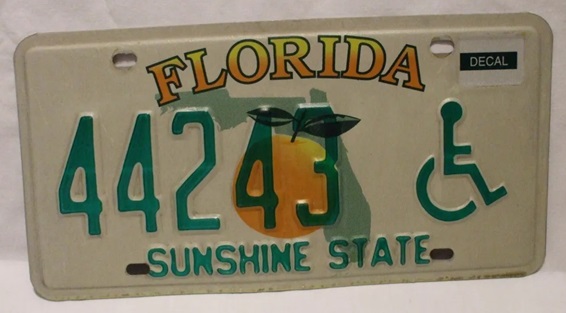 FLORIDA
DECAL
44243
SUNSHINE STATE